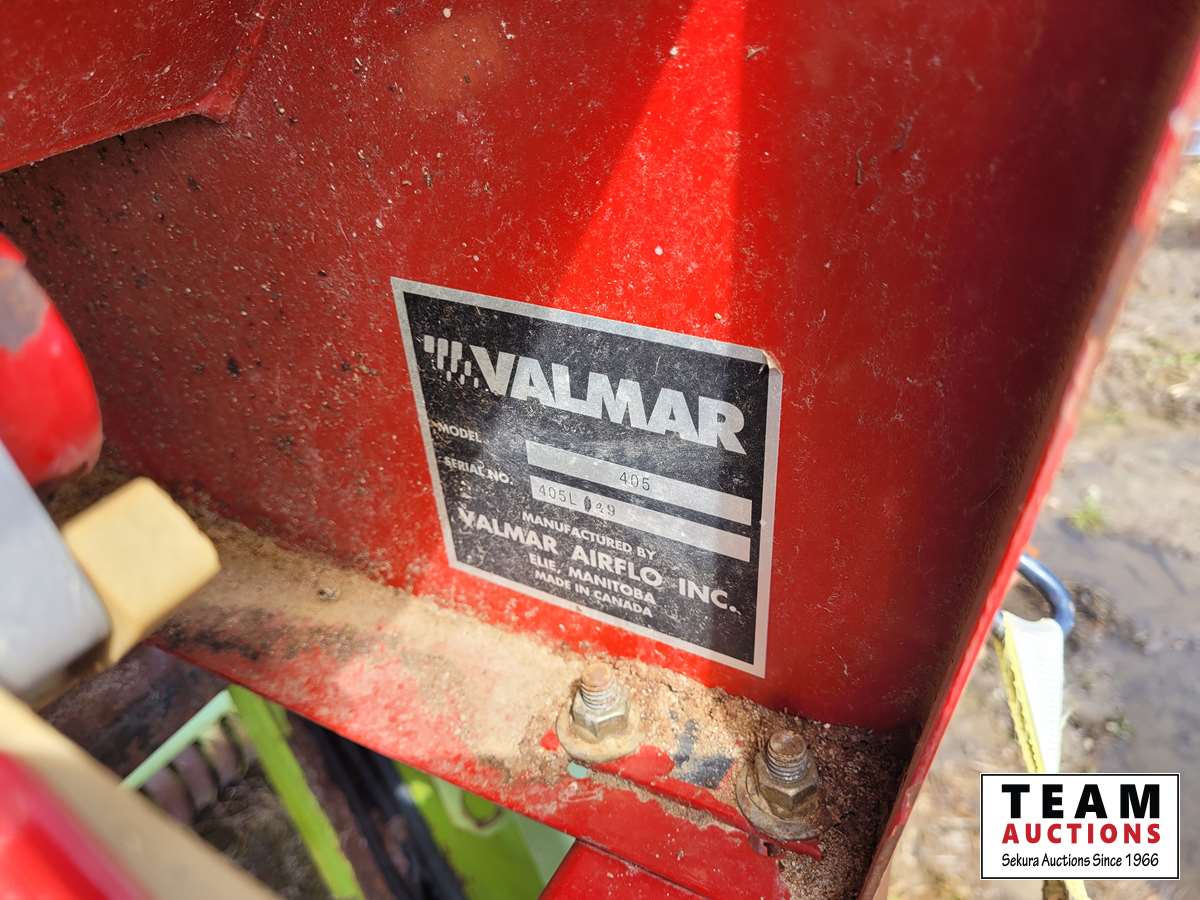 VALMAR
MODEL 405
SERIAL NO. 405L
MANUFACTURED BY
VALMAR AIRFLO INC.
ELIE, MANITOBA
MADE IN CANADA
TEAM
AUCTIONS
Sekura Auctions Since 1966